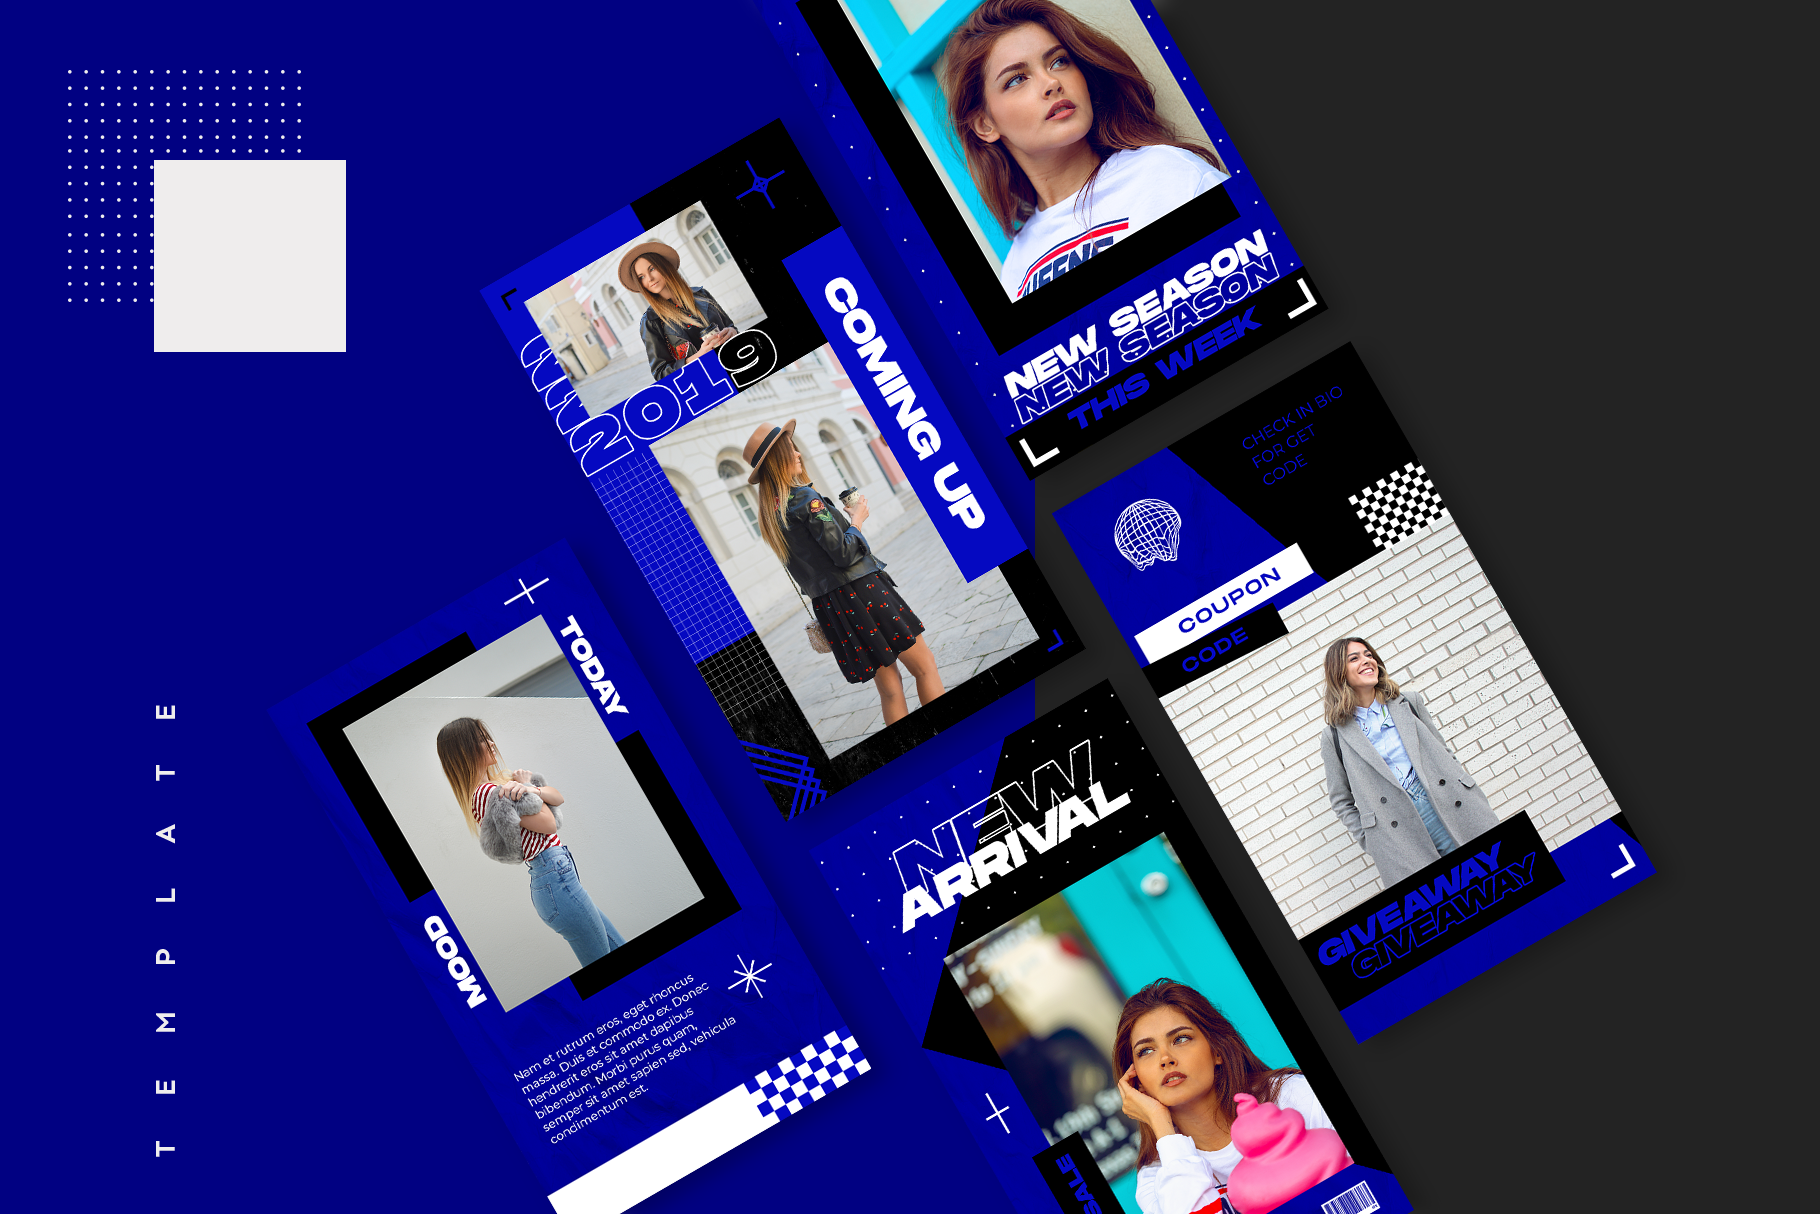 TEMPLATE
TODAY
MOOD
Nam et rutrum eros, eget rhoncus
massa. Duis et commodo ex. Donec
hendrerit eros sit amet dapibus
bibendum. Morbi purus quam,
semper sit amet sapien sed, vehicula
condimentum est.
2019
COMING UP
NEW SEASON
NEW SEASON
THIS WEEK
NEW
ARRIVAL
SALE
CHECK IN BIO
FOR GET
CODE
COUPON
CODE
GIVEAWAY
GIVEAWAY